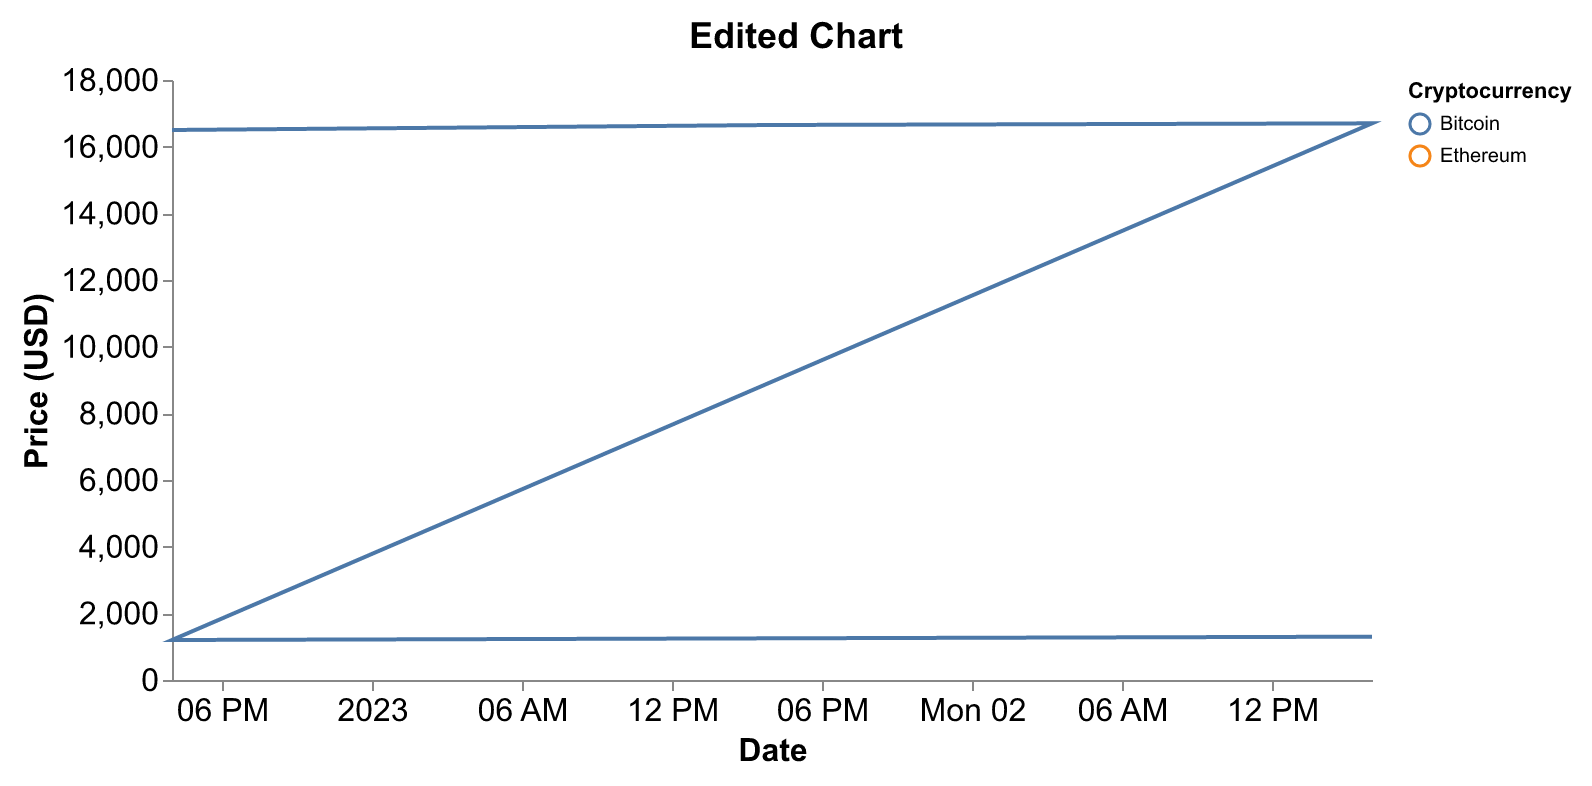 Edited Chart
18,000
16,000
14,000
12,000
10,000
8,000
6,000
4,000
2,000
0
Price (USD)
06 PM
2023
06 AM
12 PM
06 PM
Mon 02
06 AM
12 PM
Date
Cryptocurrency
Bitcoin
Ethereum